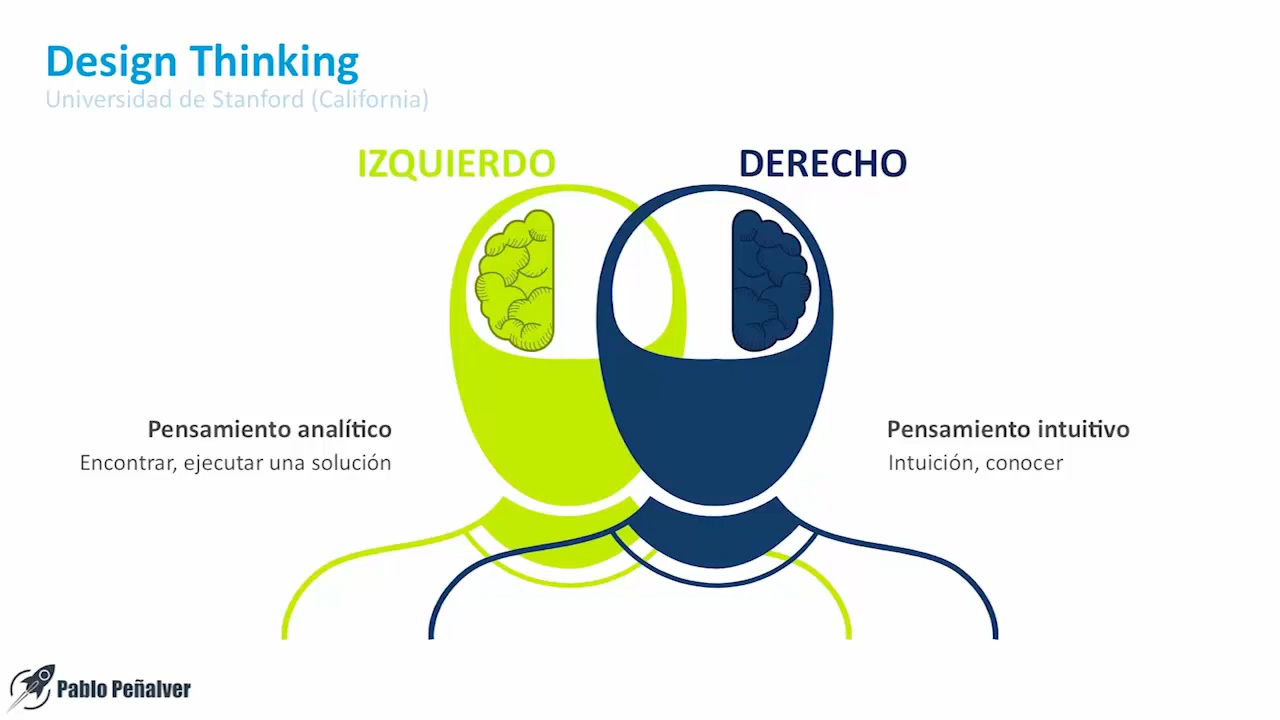 Design Thinking
Universidad de Stanford (California)
IZQUIERDO
DERECHO
Pensamiento analítico
Encontrar, ejecutar una solución
Pensamiento intuitivo
Intuición, conocer
Pablo Peñalver